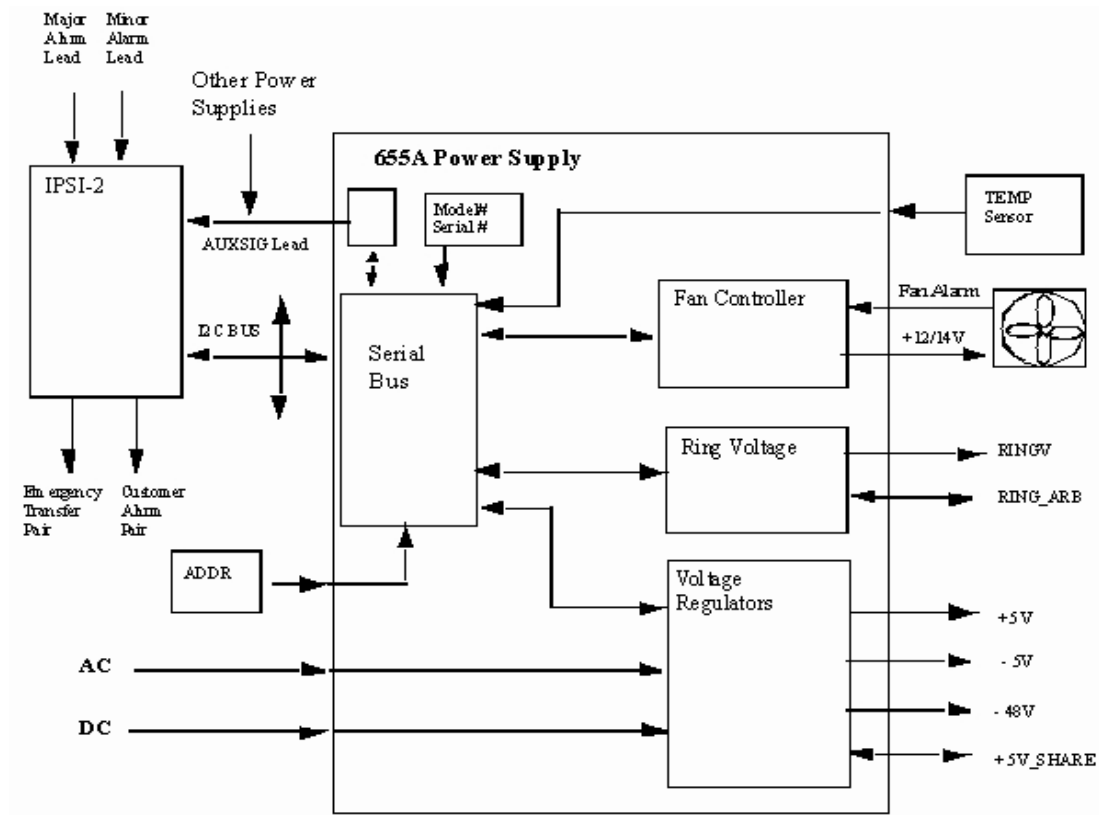 Major
Alarm
Lead
Minor
Alarm
Lead
Other Power
Supplies
655A Power Supply
IPSI-2
Model#
Serial #
TEMP
Sensor
AUXSIG Lead
Fan Controller
Fan Alarm
+12/14V
I2C BUS
Serial
Bus
Ring Voltage
RINGV
RING_ARB
Emergency
Transfer
Pair
Customer
Alarm
Pair
ADDR
Voltage
Regulators
+5V
- 5V
- 48V
+5V_SHARE
AC
DC